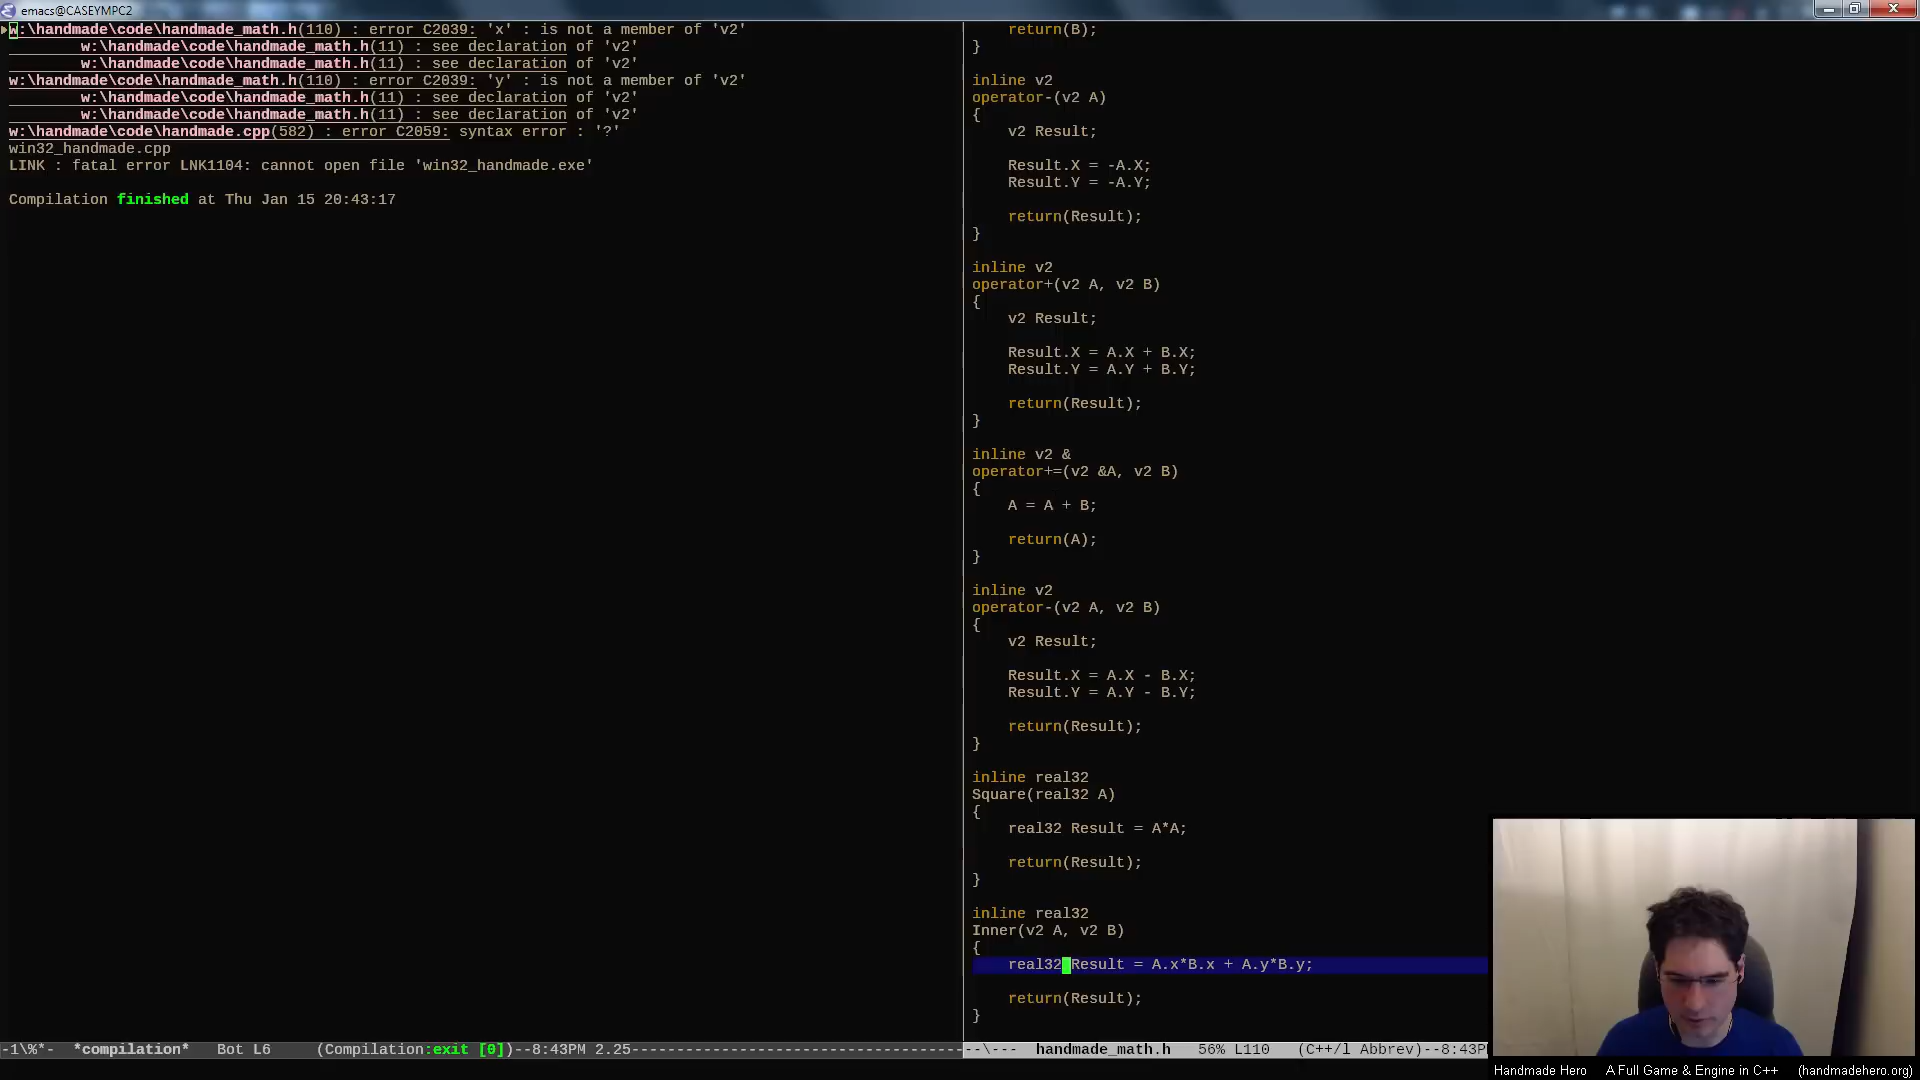 emacs@CASEYMPC2
w:\handmade\code\handmade_math.h(110) : error C2039: 'x' : is not a member of 'v2'
        w:\handmade\code\handmade_math.h(11) : see declaration of 'v2'
        w:\handmade\code\handmade_math.h(11) : see declaration of 'v2'
w:\handmade\code\handmade_math.h(110) : error C2039: 'y' : is not a member of 'v2'
        w:\handmade\code\handmade_math.h(11) : see declaration of 'v2'
        w:\handmade\code\handmade_math.h(11) : see declaration of 'v2'
w:\handmade\code\handmade.cpp(582) : error C2059: syntax error : '?'
win32_handmade.cpp
LINK : fatal error LNK1104: cannot open file 'win32_handmade.exe'
Compilation finished at Thu Jan 15 20:43:17
-1\%*-  *compilation*   Bot L6     (Compilation:exit [0])--8:43PM 2.25-------------------------------------
    return(B);
}
inline v2
operator-(v2 A)
{
    v2 Result;
    Result.X = -A.X;
    Result.Y = -A.Y;
    return(Result);
}
inline v2
operator+(v2 A, v2 B)
{
    v2 Result;
    Result.X = A.X + B.X;
    Result.Y = A.Y + B.Y;
    return(Result);
}
inline v2 &
operator+=(v2 &A, v2 B)
{
    A = A + B;
    return(A);
}
inline v2
operator-(v2 A, v2 B)
{
    v2 Result;
    Result.X = A.X - B.X;
    Result.Y = A.Y - B.Y;
    return(Result);
}
inline real32
Square(real32 A)
{
    real32 Result = A*A;
    return(Result);
}
inline real32
Inner(v2 A, v2 B)
{
    real32 Result = A.x*B.x + A.y*B.y;
    return(Result);
}
--\---  handmade_math.h   56% L110   (C++/l Abbrev)--8:43P
Handmade Hero   A Full Game & Engine in C++   (handmadehero.org)